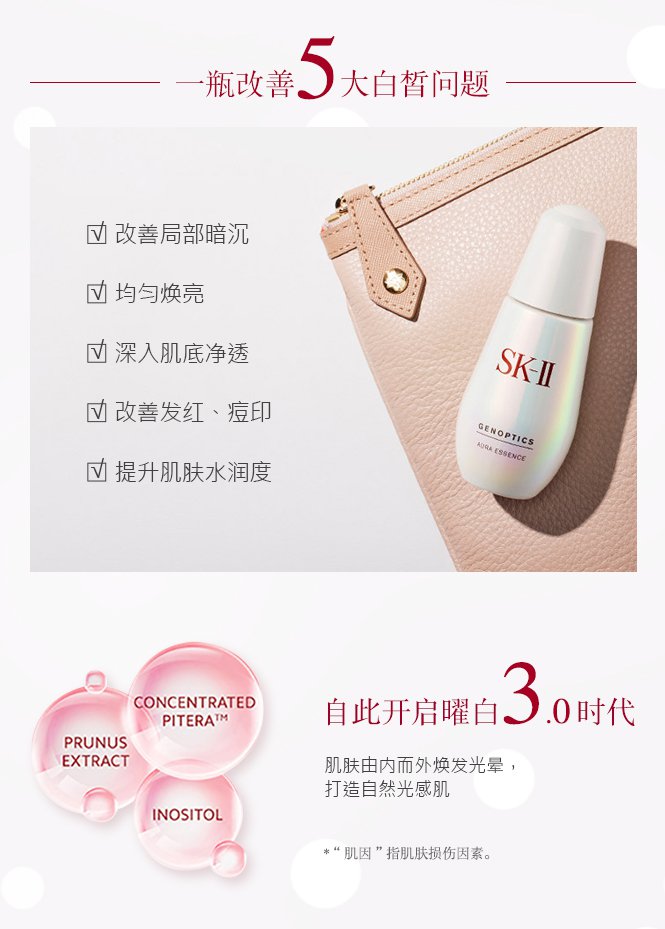 一瓶改善5大白皙问题
改善局部暗沉
均匀焕亮
深入肌底净透
改善发红、痘印
提升肌肤水润度
SK-II
GENOPTICS
AURA ESSENCE
CONCENTRATED
PITERA™
PRUNUS
EXTRACT
INOSITOL
自此开启曜白3.0时代
肌肤由内而外焕发光晕，
打造自然光感肌
*“肌因”指肌肤损伤因素。